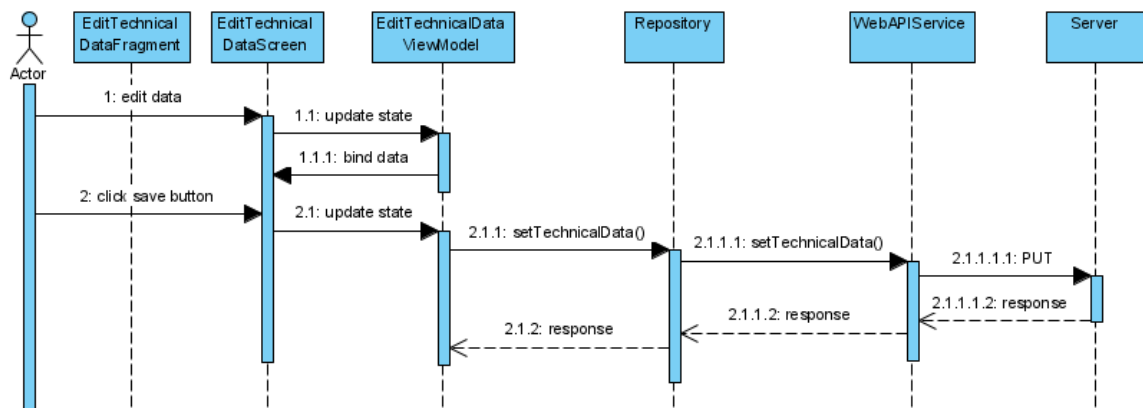 EditTechnical
DataFragment
EditTechnical
DataScreen
EditTechnicalData
ViewModel
Repository
WebAPIService
Server
Actor
1: edit data
1.1: update state
1.1.1: bind data
2: click save button
2.1: update state
2.1.1: setTechnicalData()
2.1.1.1: setTechnicalData()
2.1.1.1.1: PUT
2.1.1.1.2: response
2.1.1.2: response
2.1.2: response